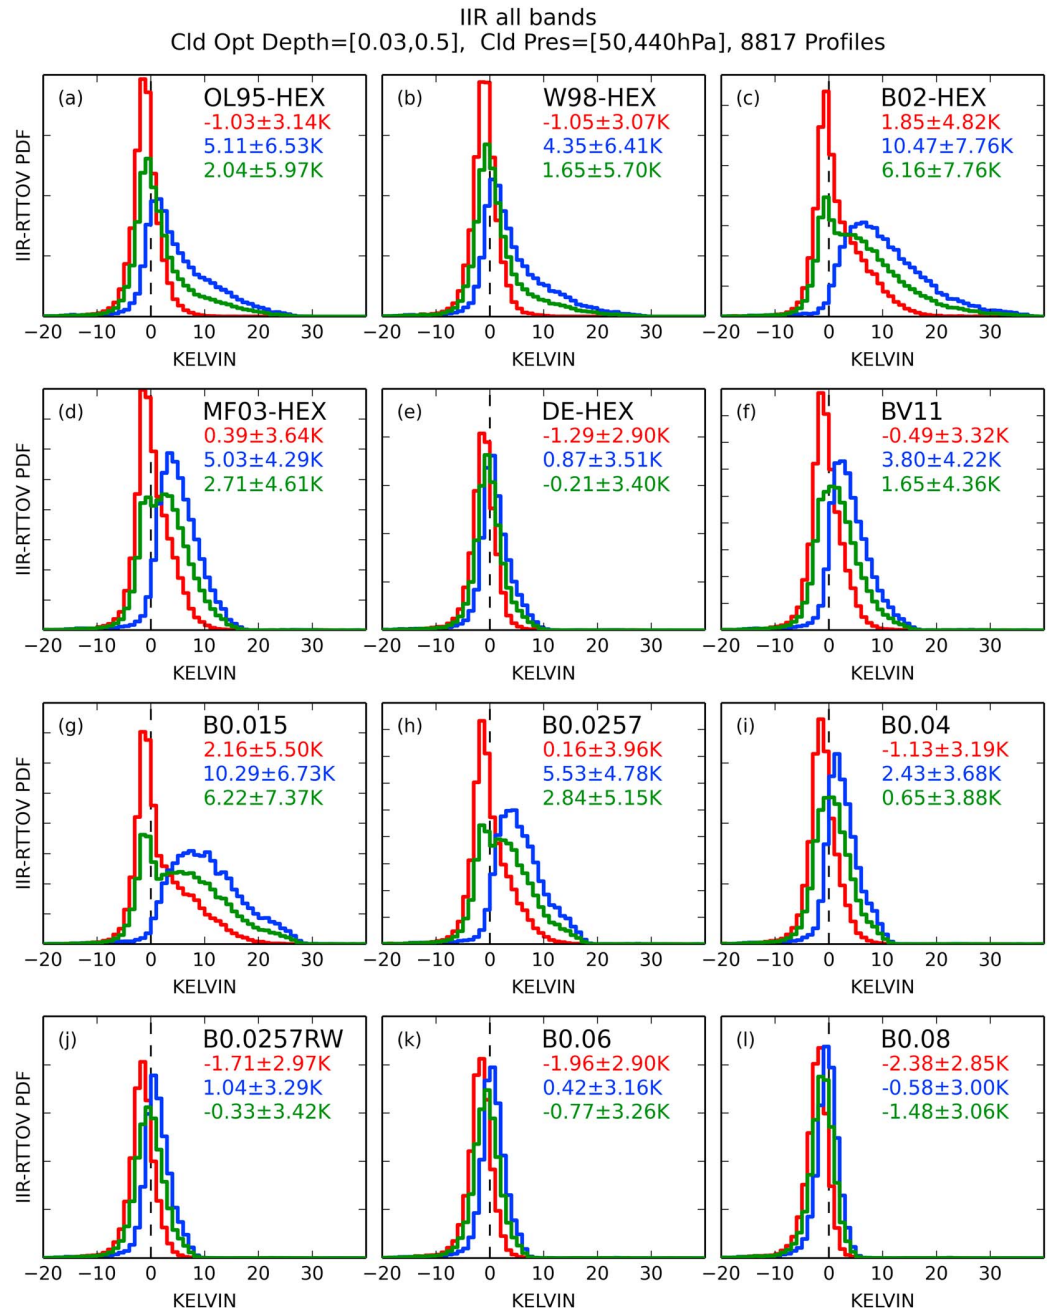 IIR all bands
Cld Opt Depth=[0.03,0.5], Cld Pres=[50,440hPa], 8817 Profiles
(a)
OL95-HEX
-1.03±3.14K
5.11±6.53K
2.04±5.97K
IIR-RTTOV PDF
−20 −10 0 10 20 30
KELVIN
(b)
W98-HEX
-1.05±3.07K
4.35±6.41K
1.65±5.70K
−20 −10 0 10 20 30
KELVIN
(c)
B02-HEX
1.85±4.82K
10.47±7.76K
6.16±7.76K
−20 −10 0 10 20 30
KELVIN
(d)
MF03-HEX
0.39±3.64K
5.03±4.29K
2.71±4.61K
IIR-RTTOV PDF
−20 −10 0 10 20 30
KELVIN
(e)
DE-HEX
-1.29±2.90K
0.87±3.51K
-0.21±3.40K
−20 −10 0 10 20 30
KELVIN
(f)
BV11
-0.49±3.32K
3.80±4.22K
1.65±4.36K
−20 −10 0 10 20 30
KELVIN
(g)
B0.015
2.16±5.50K
10.29±6.73K
6.22±7.37K
IIR-RTTOV PDF
−20 −10 0 10 20 30
KELVIN
(h)
B0.0257
0.16±3.96K
5.53±4.78K
2.84±5.15K
−20 −10 0 10 20 30
KELVIN
(i)
B0.04
-1.13±3.19K
2.43±3.68K
0.65±3.88K
−20 −10 0 10 20 30
KELVIN
(j)
B0.0257RW
-1.71±2.97K
1.04±3.29K
-0.33±3.42K
IIR-RTTOV PDF
−20 −10 0 10 20 30
KELVIN
(k)
B0.06
-1.96±2.90K
0.42±3.16K
-0.77±3.26K
−20 −10 0 10 20 30
KELVIN
(l)
B0.08
-2.38±2.85K
-0.58±3.00K
-1.48±3.06K
−20 −10 0 10 20 30
KELVIN